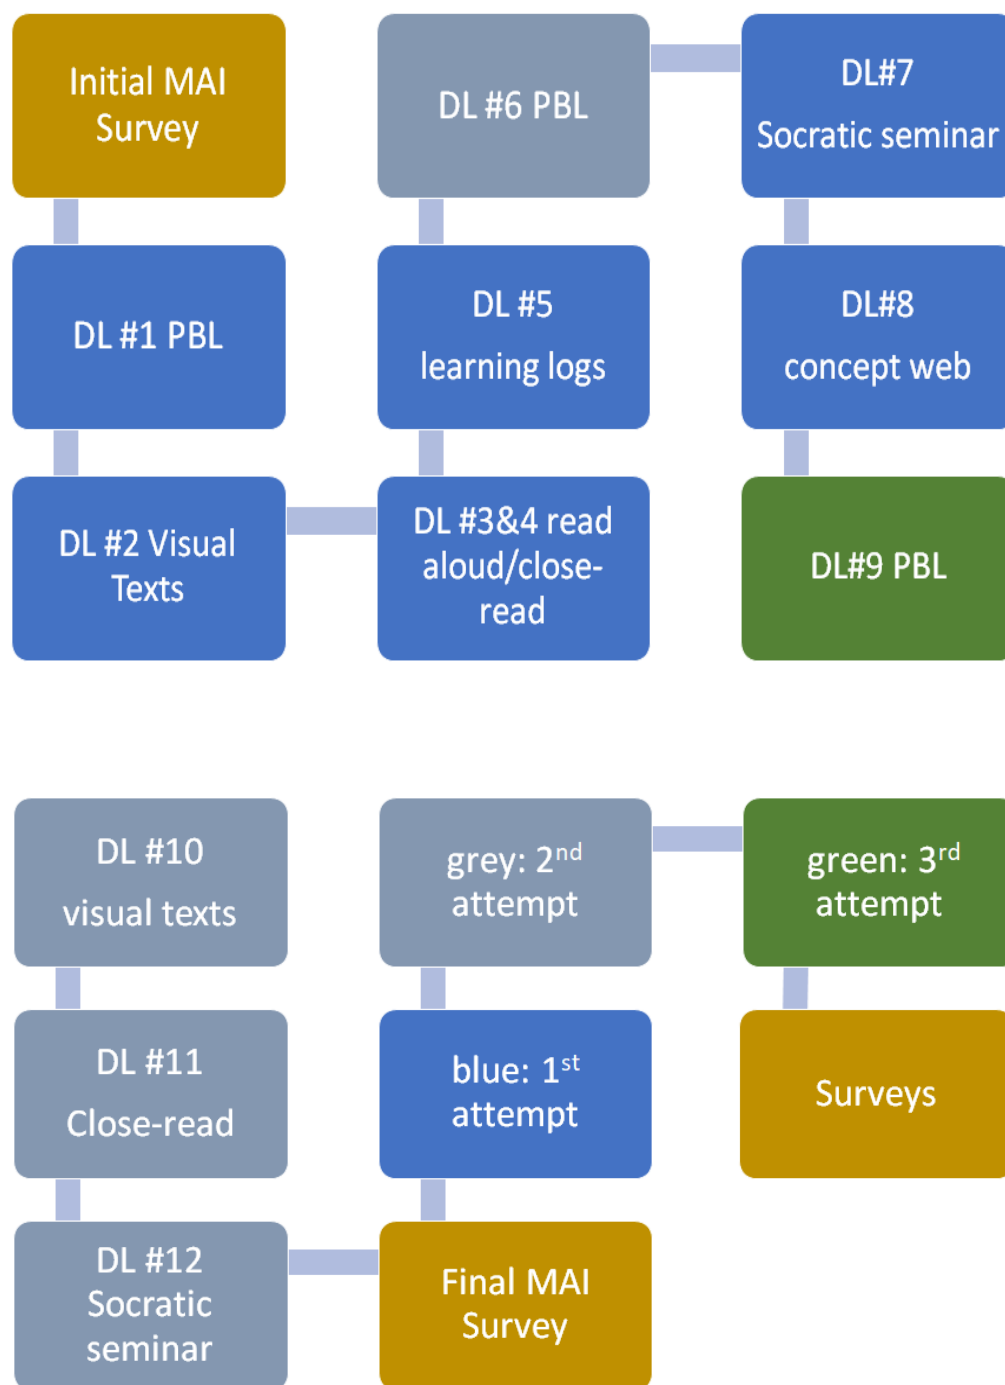 Initial MAI
Survey
DL #1 PBL
DL #2 Visual
Texts
DL #3&4 read
aloud/close-
read
DL #5
learning logs
DL #6 PBL
DL#7
Socratic seminar
DL#8
concept web
DL#9 PBL
DL #10
visual texts
DL #11
Close-read
DL #12
Socratic
seminar
Final MAI
Survey
blue: 1st
attempt
grey: 2nd
attempt
green: 3rd
attempt
Surveys